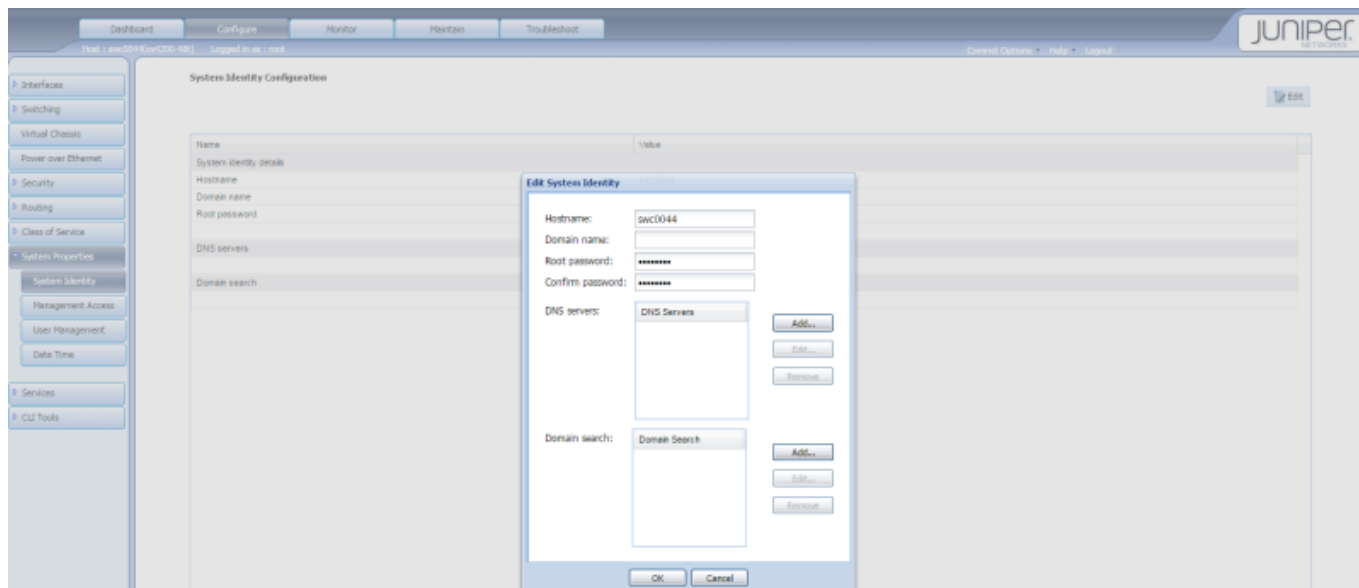 Dashboard
Configure
Monitor
Maintain
Troubleshoot
JUNIPER
NETWORKS
Logged in as : root
Commit Options
Help
Logout
Interfaces
Switching
Virtual Chassis
Power over Ethernet
Security
Routing
Class of Service
System Properties
System Identity
Management Access
User Management
Date Time
Services
CLI Tools
System Identity Configuration
Edit
Name Value
System identity details
Hostname
Domain name
Root password
DNS servers
Domain search
Edit System Identity
Hostname: swc0044
Domain name:
Root password: ••••••••
Confirm password: ••••••••
DNS servers: DNS Servers
Add...
Edit...
Remove
Domain search: Domain Search
Add...
Edit...
Remove
OK Cancel